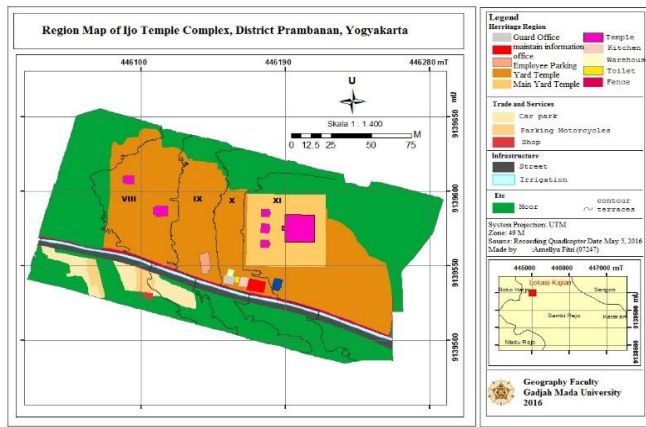 Region Map of Ijo Temple Complex, District Prambanan, Yogyakarta
446100
446190
446280 mT
U
Skala 1 : 1.400
M
0 12.5 25 50 75
9139650 mU
9139600
9139550
9139500
VIII
IX
X
XI
Legend
Herritage Region
Guard Office
maintain information office
Employee Parking
Yard Temple
Main Yard Temple
Temple
Kitchen
Warehous
Toilet
Fence
Trade and Services
Car park
Parking Motorcycles
Shop
Infrastructure
Street
Irrigation
Etc
Moor
contour
terraces
System Projection: UTM
Zone: 49 M
Source: Recording Quadkopter Date May 5, 2016
Made by :Amellya Fitri (07247)
445000 446000 447000 mT
Lokasi Kajian
Sambi Rejo
Madu Rejo
Geography Faculty
Gadjah Mada University
2016